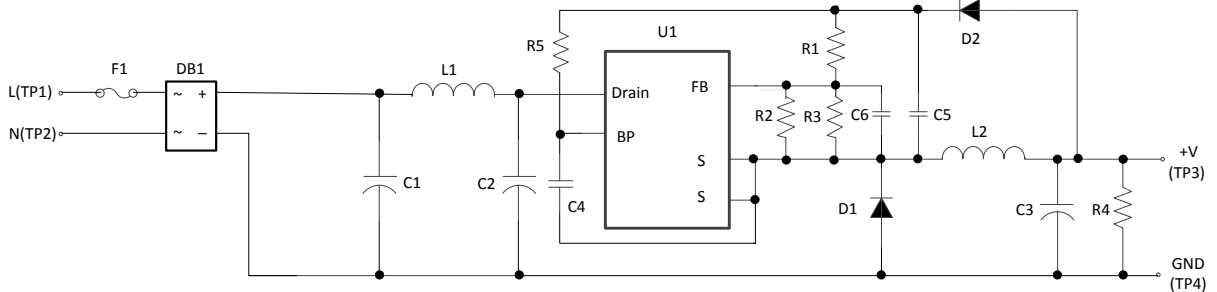 U1
D2
R5
R1
F1
DB1
L1
L(TP1)
~ +
Drain
FB
R2
R3
C6
C5
N(TP2)
~ −
BP
L2
+V
(TP3)
S
C1
C2
C4
S
D1
C3
R4
GND
(TP4)